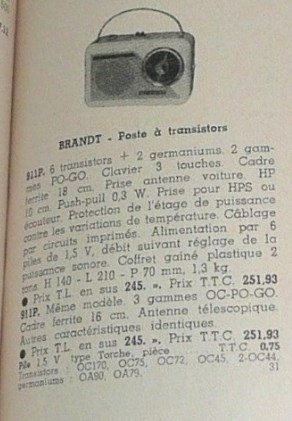 BRANDT - Poste à transistors
911P. 6 transistors + 2 germaniums. 2 gam-
mes PO-GO. Clavier 3 touches. Cadre
ferrite 18 cm. Prise antenne voiture. HP
10 cm. Push-pull 0,3 W. Prise pour HPS ou
écouteur. Protection de l'étage de puissance
contre les variations de température. Câblage
par circuits imprimés. Alimentation par 6
piles de 1,5 V, débit suivant réglage de la
puissance sonore. Coffret gainé plastique 2
tons. H 140 - L 210 - P 70 mm, 1,3 kg.
● Prix T.L. en sus 245. ». Prix T.T.C. 251,93
911P. Même modèle 3 gammes OC-PO-GO.
Cadre ferrite 16 cm. Antenne télescopique.
Autres caractéristiques identiques.
● Prix T.L. en sus 245. ». Prix T.T.C. 251,93
Pile 1,5 V type Torche, pièce T.T.C. 0,75
Transistors : OC170, OC75, OC72, OC45, 2-OC44,
germaniums : OA90, OA79.
31